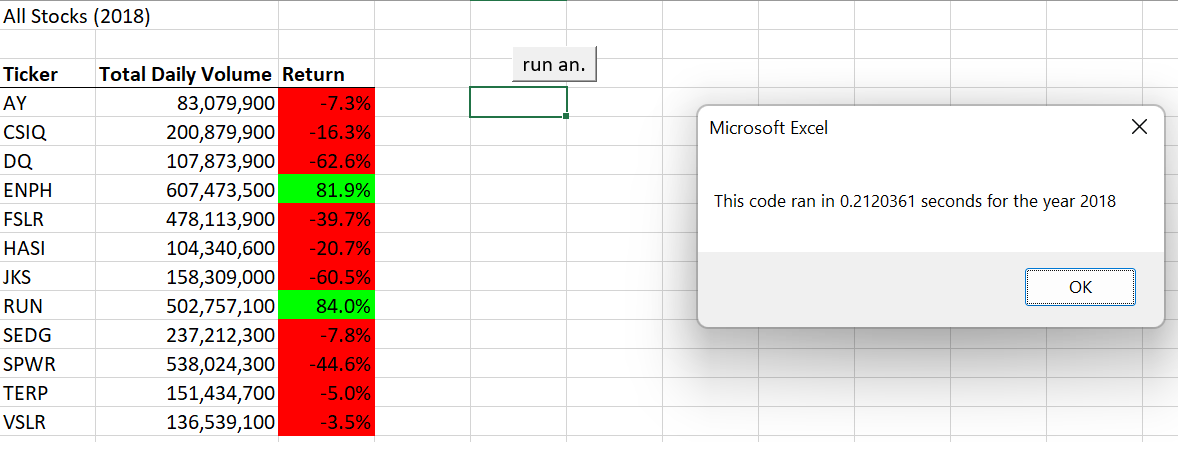 All Stocks (2018)
run an.
Ticker Total Daily Volume Return
AY 83,079,900 -7.3%
CSIQ 200,879,900 -16.3%
DQ 107,873,900 -62.6%
ENPH 607,473,500 81.9%
FSLR 478,113,900 -39.7%
HASI 104,340,600 -20.7%
JKS 158,309,000 -60.5%
RUN 502,757,100 84.0%
SEDG 237,212,300 -7.8%
SPWR 538,024,300 -44.6%
TERP 151,434,700 -5.0%
VSLR 136,539,100 -3.5%
Microsoft Excel
This code ran in 0.2120361 seconds for the year 2018
OK